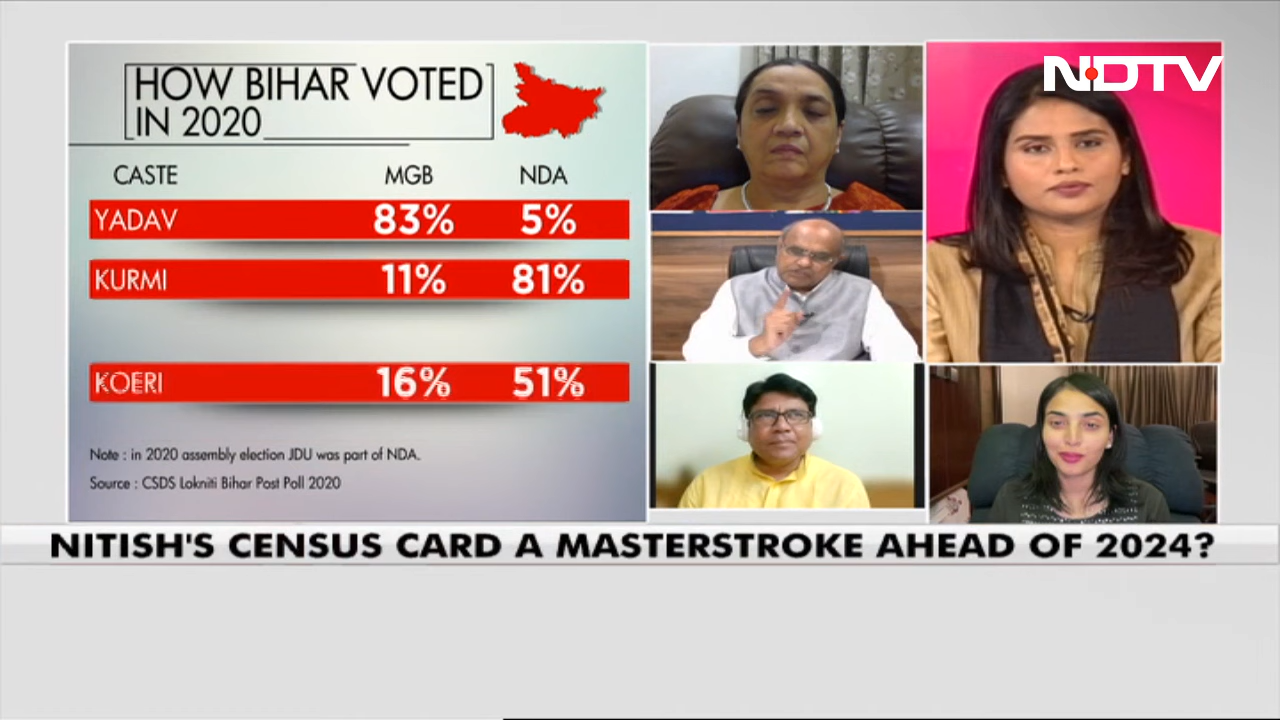 HOW BIHAR VOTED
IN 2020
CASTE MGB NDA
YADAV 83% 5%
KURMI 11% 81%
KOERI 16% 51%
Note : in 2020 assembly election JDU was part of NDA.
Source : CSDS Lokniti Bihar Post Poll 2020
NDTV
NITISH'S CENSUS CARD A MASTERSTROKE AHEAD OF 2024?